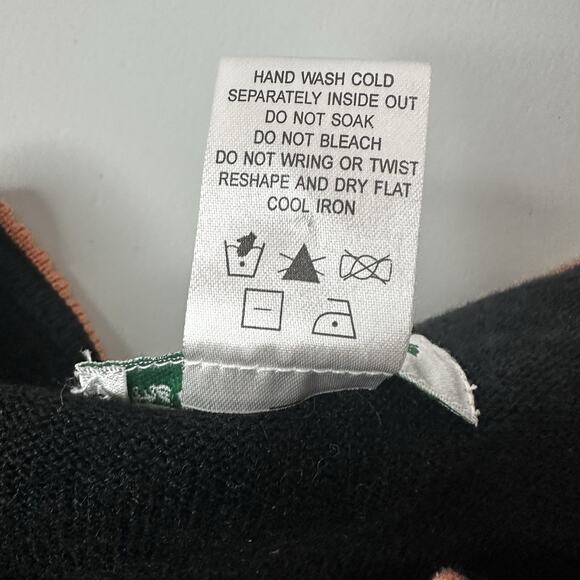 HAND WASH COLD
SEPARATELY INSIDE OUT
DO NOT SOAK
DO NOT BLEACH
DO NOT WRING OR TWIST
RESHAPE AND DRY FLAT
COOL IRON